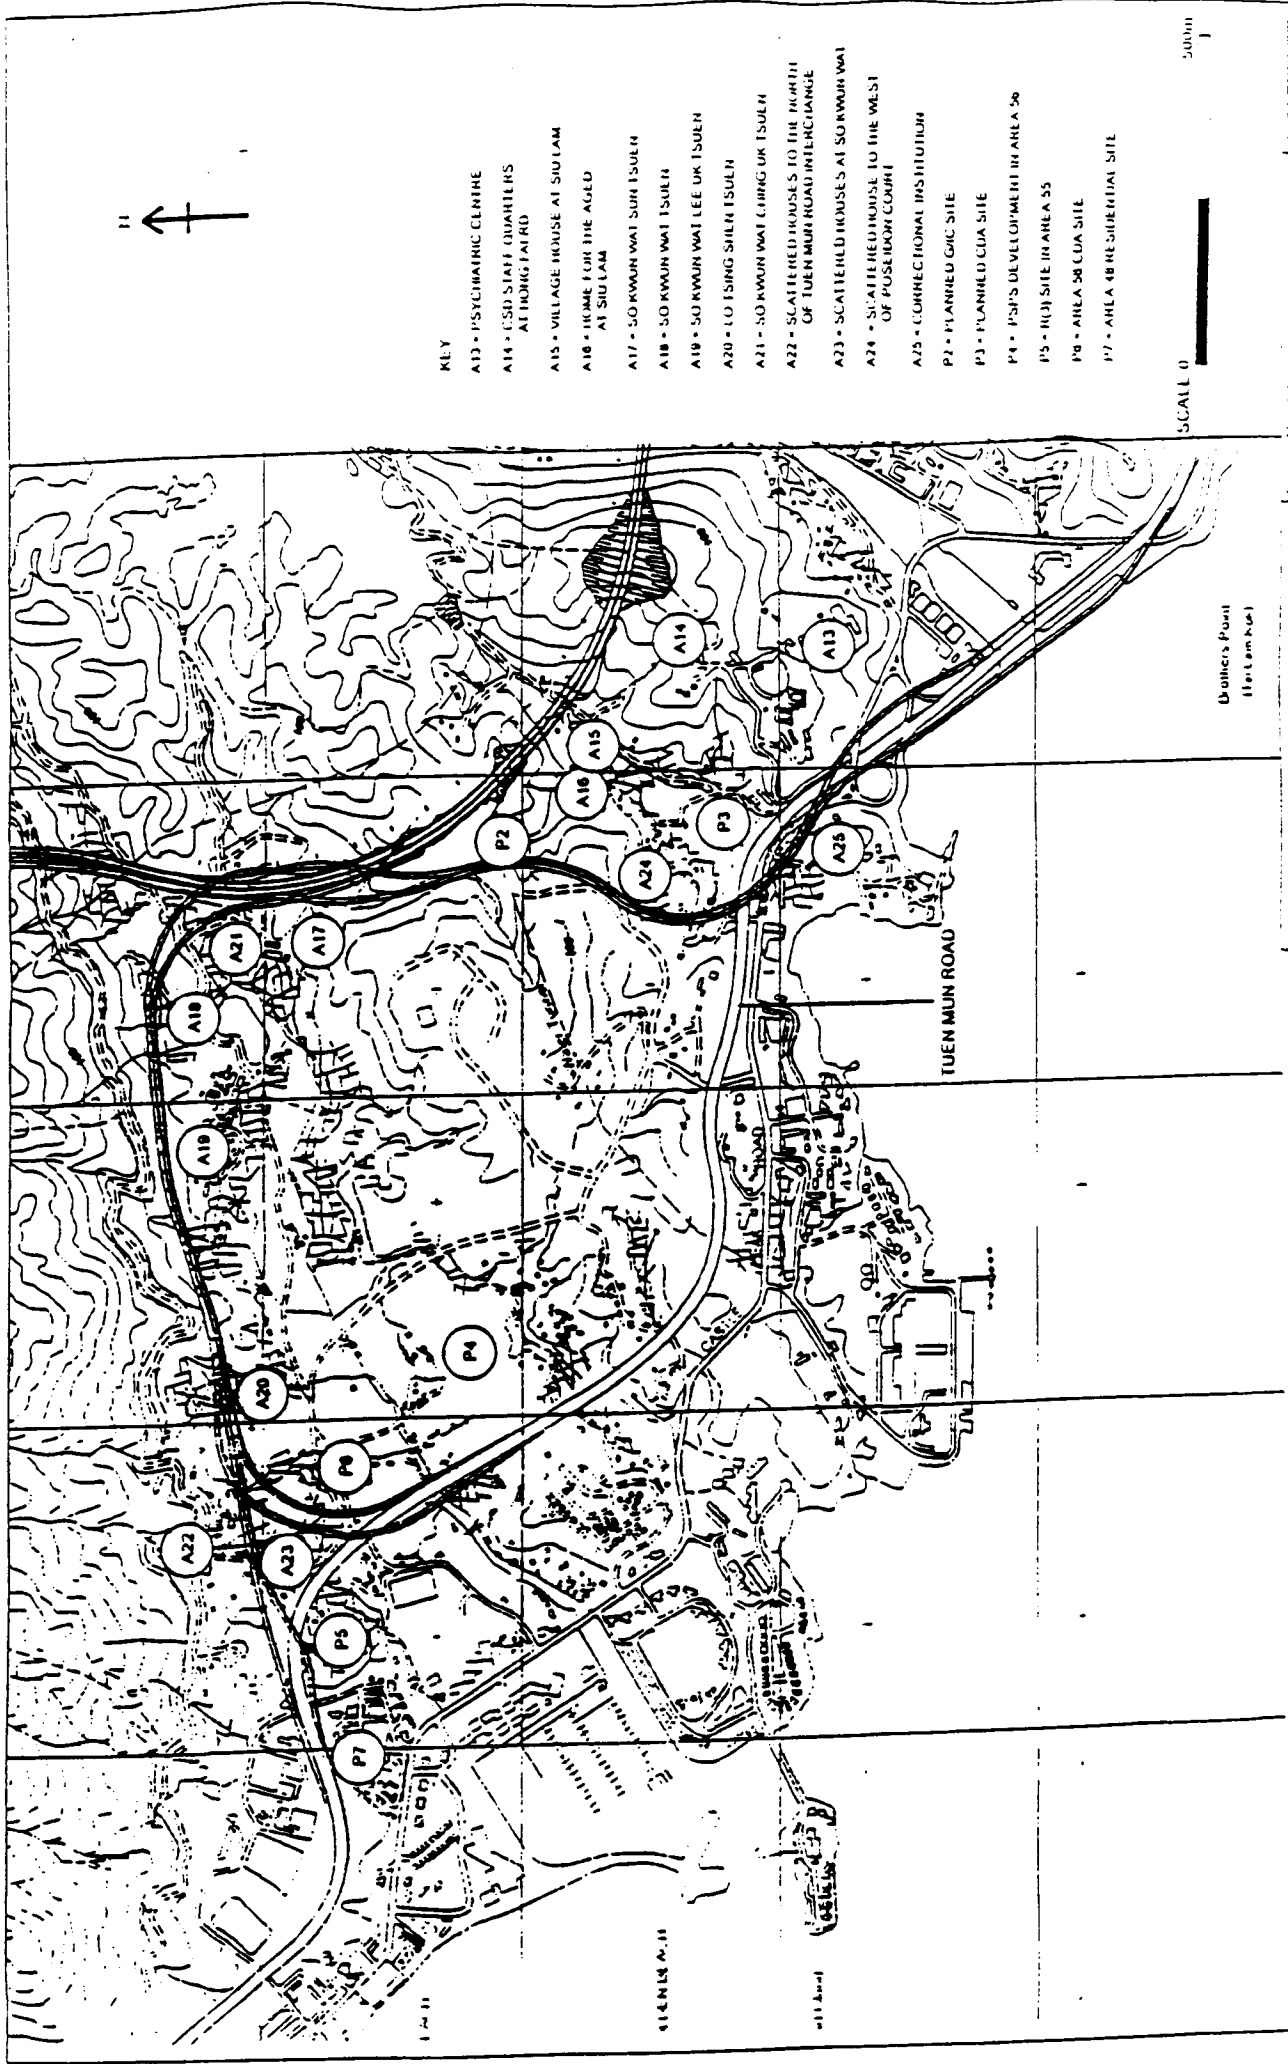 N
KEY
A13 = PSYCHIATRIC CENTRE
A14 = CSD STAFF QUARTERS
AT HONG FAI RD
A15 = VILLAGE HOUSE AT SIU LAM
A16 = HOME FOR THE AGED
AT SIU LAM
A17 = SO KWUN WAT SUN TSUEN
A18 = SO KWUN WAT TSUEN
A19 = SO KWUN WAT LEE UK TSUEN
A20 = LO TSING SHEN TSUEN
A21 = SO KWUN WAT CHING UK TSUEN
A22 = SCATTERED HOUSES TO THE NORTH
OF TUEN MUN ROAD INTERCHANGE
A23 = SCATTERED HOUSES AT SO KWUN WAT
A24 = SCATTERED HOUSE TO THE WEST
OF POSEIDON COURT
A25 = CORRECTIONAL INSTITUTION
P2 = PLANNED G/IC SITE
P3 = PLANNED CDA SITE
P4 = PSPS DEVELOPMENT IN AREA 56
P5 = R(3) SITE IN AREA 55
P6 = AREA 58 CDA SITE
P7 = AREA 48 RESIDENTIAL SITE
SCALE 0
500m
A22
A18
A19
A21
A20
A23
A17
P5
P6
P7
P4
P2
A16
A15
A24
A14
P3
A13
A25
ROAD
TUEN MUN ROAD
Brothers Point